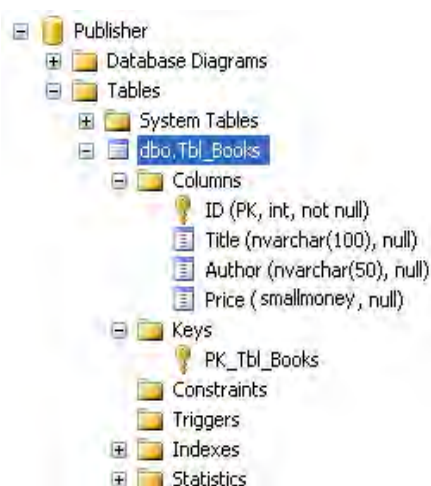 Publisher
Database Diagrams
Tables
System Tables
dbo.Tbl_Books
Columns
ID (PK, int, not null)
Title (nvarchar(100), null)
Author (nvarchar(50), null)
Price ( smallmoney , null)
Keys
PK_Tbl_Books
Constraints
Triggers
Indexes
Statistics